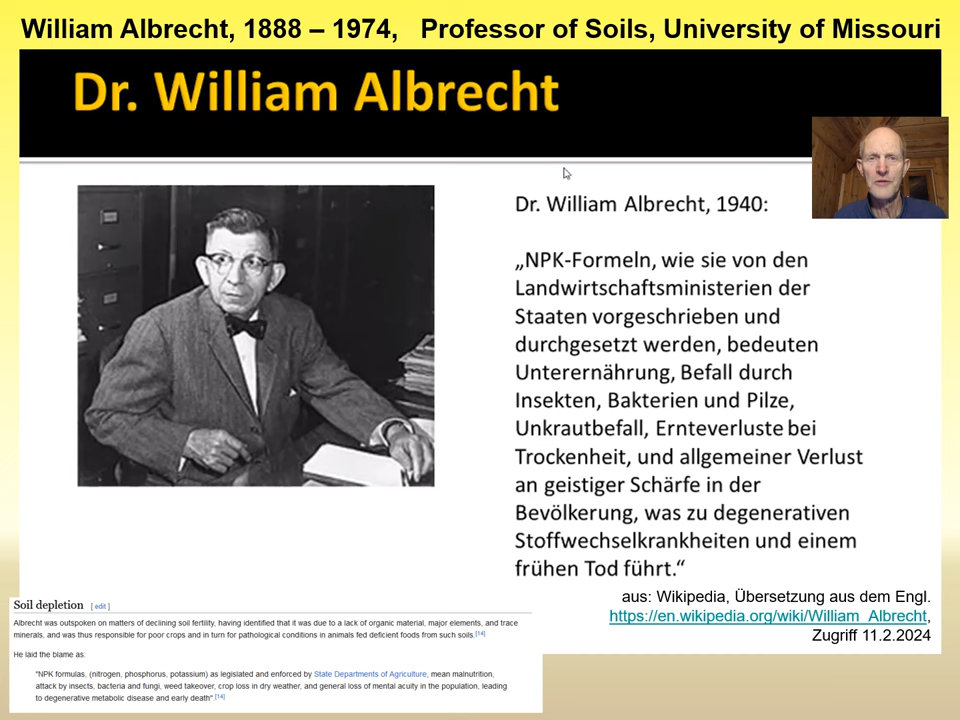 William Albrecht, 1888 – 1974, Professor of Soils, University of Missouri
Dr. William Albrecht
Dr. William Albrecht, 1940:
„NPK-Formeln, wie sie von den
Landwirtschaftsministerien der
Staaten vorgeschrieben und
durchgesetzt werden, bedeuten
Unterernährung, Befall durch
Insekten, Bakterien und Pilze,
Unkrautbefall, Ernteverluste bei
Trockenheit, und allgemeiner Verlust
an geistiger Schärfe in der
Bevölkerung, was zu degenerativen
Stoffwechselkrankheiten und einem
frühen Tod führt.“
aus: Wikipedia, Übersetzung aus dem Engl.
https://en.wikipedia.org/wiki/William_Albrecht,
Zugriff 11.2.2024
Soil depletion [ edit ]
Albrecht was outspoken on matters of declining soil fertility, having identified that it was due to a lack of organic material, major elements, and trace
minerals, and was thus responsible for poor crops and in turn for pathological conditions in animals fed deficient foods from such soils.[14]
He laid the blame as:
"NPK formulas, (nitrogen, phosphorus, potassium) as legislated and enforced by State Departments of Agriculture, mean malnutrition,
attack by insects, bacteria and fungi, weed takeover, crop loss in dry weather, and general loss of mental acuity in the population, leading
to degenerative metabolic disease and early death".[14]